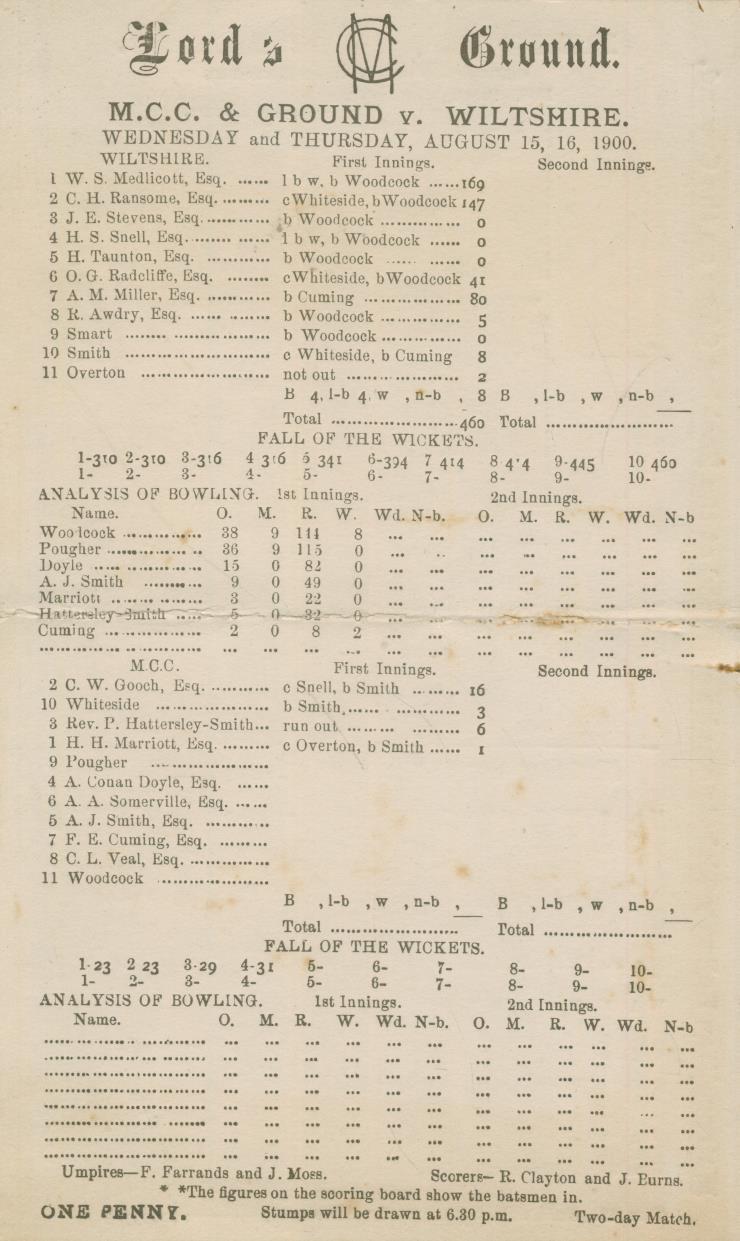 Lord's MCC Ground.
M.C.C. & GROUND v. WILTSHIRE.
WEDNESDAY and THURSDAY, AUGUST 15, 16, 1900.
WILTSHIRE. First Innings. Second Innings.
1 W. S. Medlicott, Esq. ...... l b w, b Woodcock ......169
2 C. H. Ransome, Esq. .......... c Whiteside, b Woodcock 147
3 J. E. Stevens, Esq. ............ b Woodcock ............... 0
4 H. S. Snell, Esq. ........ ...... l b w, b Woodcock ...... 0
5 H. Taunton, Esq. ............ b Woodcock ...... ...... 0
6 O. G. Radcliffe, Esq. ........ c Whiteside, b Woodcock 41
7 A. M. Miller, Esq. ............ b Cuming .................. 80
8 R. Awdry, Esq. ...... ...... b Woodcock ............... 5
9 Smart ........ .................. b Woodcock ............... 0
10 Smith ........................... c Whiteside, b Cuming 8
11 Overton ........................ not out .................. 2
B 4, l-b 4, w , n-b , 8 B , l-b , w , n-b ,
Total .....................460 Total .....................
FALL OF THE WICKETS.
1-310 2-310 3-316 4 316 5 341 6-394 7 414 8 4 4 9-445 10 460
1- 2- 3- 4- 5- 6- 7- 8- 9- 10-
ANALYSIS OF BOWLING. 1st Innings. 2nd Innings.
Name. O. M. R. W. Wd. N-b. O. M. R. W. Wd. N-b
Woodcock ............... 38 9 144 8 ... ... ... ... ... ... ... ...
Pougher .................. 36 9 115 0 ... ... ... ... ... ... ... ...
Doyle ..................... 15 0 82 0 ... ... ... ... ... ... ... ...
A. J. Smith ......... 9 0 49 0 ... ... ... ... ... ... ... ...
Marriott .................. 3 0 22 0 ... ... ... ... ... ... ... ...
Hattersley-Smith ..... 5 0 32 0 ... ... ... ... ... ... ... ...
Cuming .................. 2 0 8 2 ... ... ... ... ... ... ... ...
.............................. ... ... ... ... ... ... ... ... ... ... ... ...
M.C.C. First Innings. Second Innings.
2 C. W. Gooch, Esq. ............ c Snell, b Smith ......... 16
10 Whiteside ..................... b Smith ...... ............ 3
3 Rev. P. Hattersley-Smith... run out ........ ......... 6
1 H. H. Marriott, Esq. ......... c Overton, b Smith ...... 1
9 Pougher .....................
4 A. Conan Doyle, Esq. ......
6 A. A. Somerville, Esq. ......
5 A. J. Smith, Esq. ............
7 F. E. Cuming, Esq. .........
8 C. L. Veal, Esq. ...............
11 Woodcock .....................
B , l-b , w , n-b , B , l-b , w , n-b ,
Total ........................ Total ........................
FALL OF THE WICKETS.
1-23 2 23 3-29 4-31 5- 6- 7- 8- 9- 10-
1- 2- 3- 4- 5- 6- 7- 8- 9- 10-
ANALYSIS OF BOWLING. 1st Innings. 2nd Innings.
Name. O. M. R. W. Wd. N-b. O. M. R. W. Wd. N-b
Umpires—F. Farrands and J. Moss. Scorers—R. Clayton and J. Burns.
* *The figures on the scoring board show the batsmen in.
ONE PENNY. Stumps will be drawn at 6.30 p.m. Two-day Match.